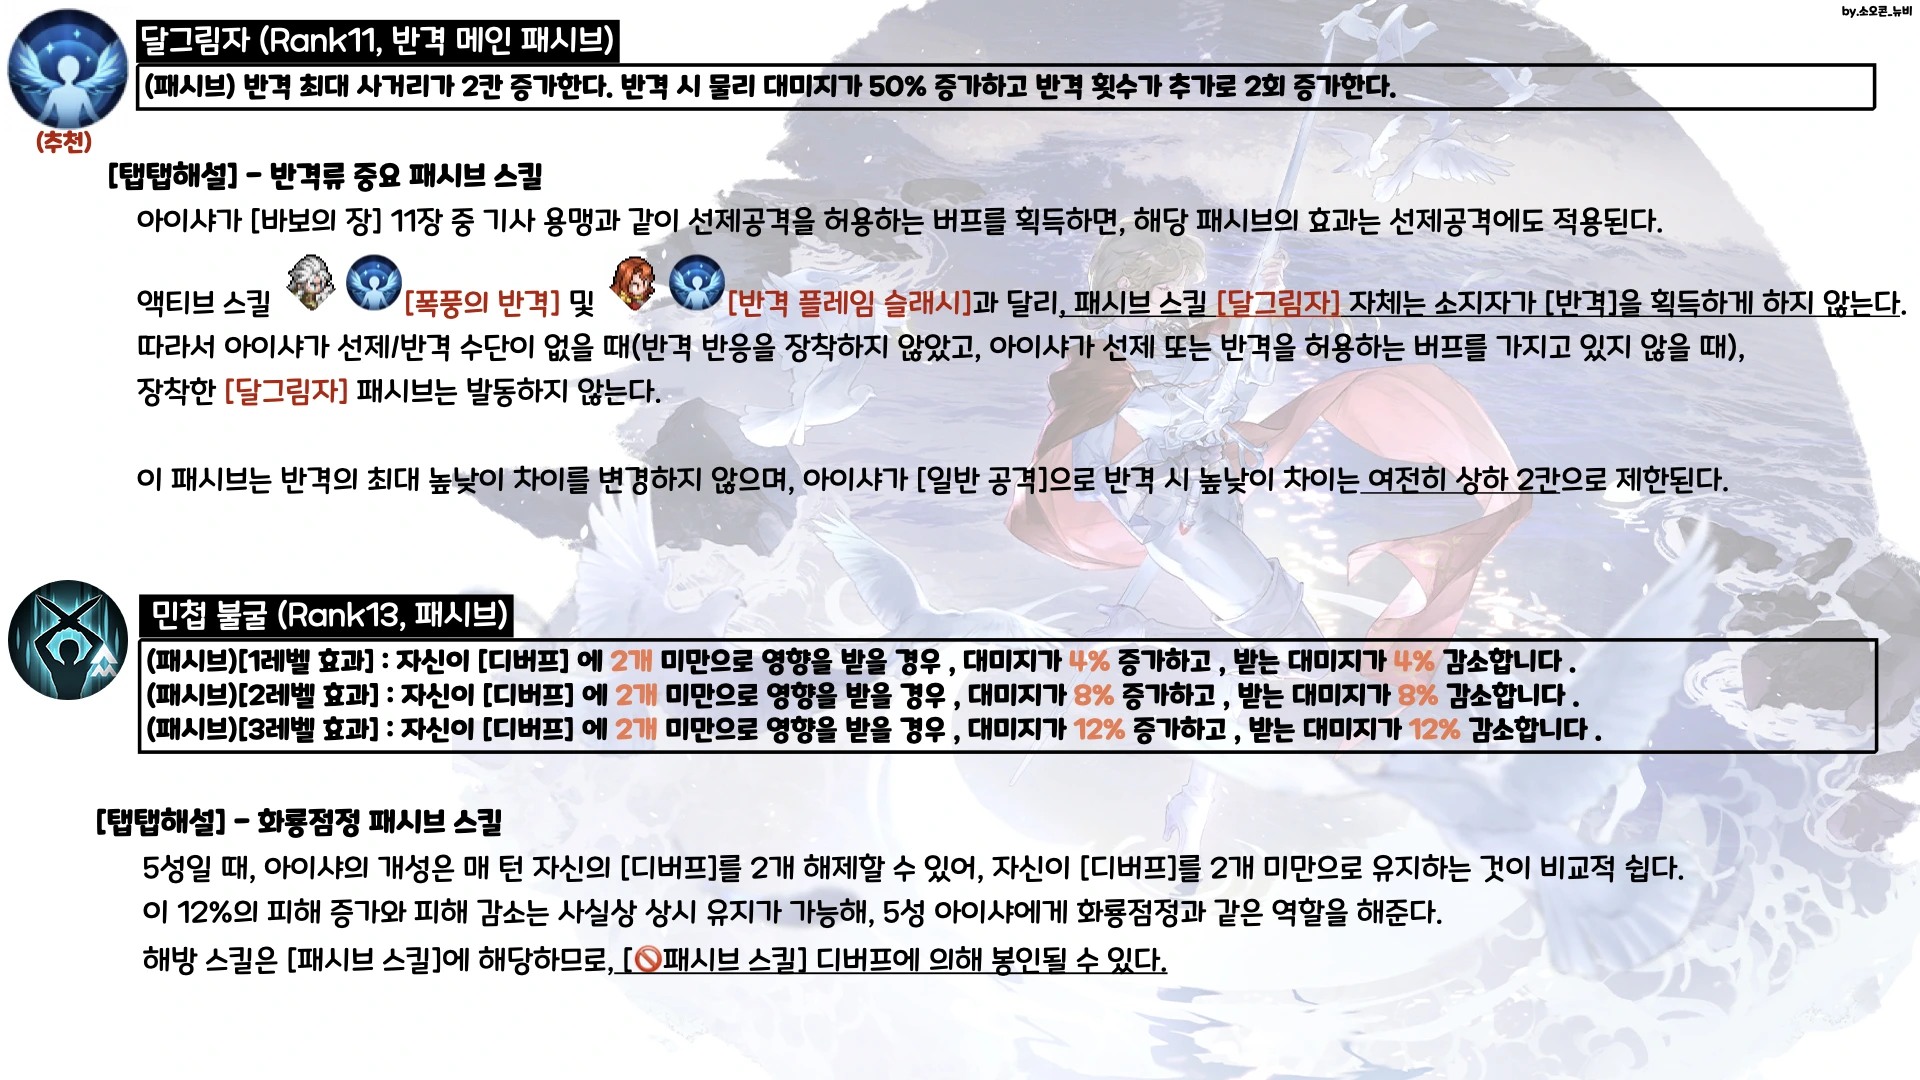 by.소오콘_뉴비
달그림자 (Rank11, 반격 메인 패시브)
(패시브) 반격 최대 사거리가 2칸 증가한다. 반격 시 물리 대미지가 50% 증가하고 반격 횟수가 추가로 2회 증가한다.
(추천)
[탭탭해설] - 반격류 중요 패시브 스킬
아이샤가 [바보의 장] 11장 중 기사 용맹과 같이 선제공격을 허용하는 버프를 획득하면, 해당 패시브의 효과는 선제공격에도 적용된다.
액티브 스킬 [폭풍의 반격] 및 [반격 플레임 슬래시]과 달리, 패시브 스킬 [달그림자] 자체는 소지자가 [반격]을 획득하게 하지 않는다.
따라서 아이샤가 선제/반격 수단이 없을 때(반격 반응을 장착하지 않았고, 아이샤가 선제 또는 반격을 허용하는 버프를 가지고 있지 않을 때),
장착한 [달그림자] 패시브는 발동하지 않는다.
이 패시브는 반격의 최대 높낮이 차이를 변경하지 않으며, 아이샤가 [일반 공격]으로 반격 시 높낮이 차이는 여전히 상하 2칸으로 제한된다.
민첩 불굴 (Rank13, 패시브)
(패시브)[1레벨 효과] : 자신이 [디버프] 에 2개 미만으로 영향을 받을 경우 , 대미지가 4% 증가하고 , 받는 대미지가 4% 감소합니다 .
(패시브)[2레벨 효과] : 자신이 [디버프] 에 2개 미만으로 영향을 받을 경우 , 대미지가 8% 증가하고 , 받는 대미지가 8% 감소합니다 .
(패시브)[3레벨 효과] : 자신이 [디버프] 에 2개 미만으로 영향을 받을 경우 , 대미지가 12% 증가하고 , 받는 대미지가 12% 감소합니다 .
[탭탭해설] - 화룡점정 패시브 스킬
5성일 때, 아이샤의 개성은 매 턴 자신의 [디버프]를 2개 해제할 수 있어, 자신이 [디버프]를 2개 미만으로 유지하는 것이 비교적 쉽다.
이 12%의 피해 증가와 피해 감소는 사실상 상시 유지가 가능해, 5성 아이샤에게 화룡점정과 같은 역할을 해준다.
해방 스킬은 [패시브 스킬]에 해당하므로, [🚫패시브 스킬] 디버프에 의해 봉인될 수 있다.